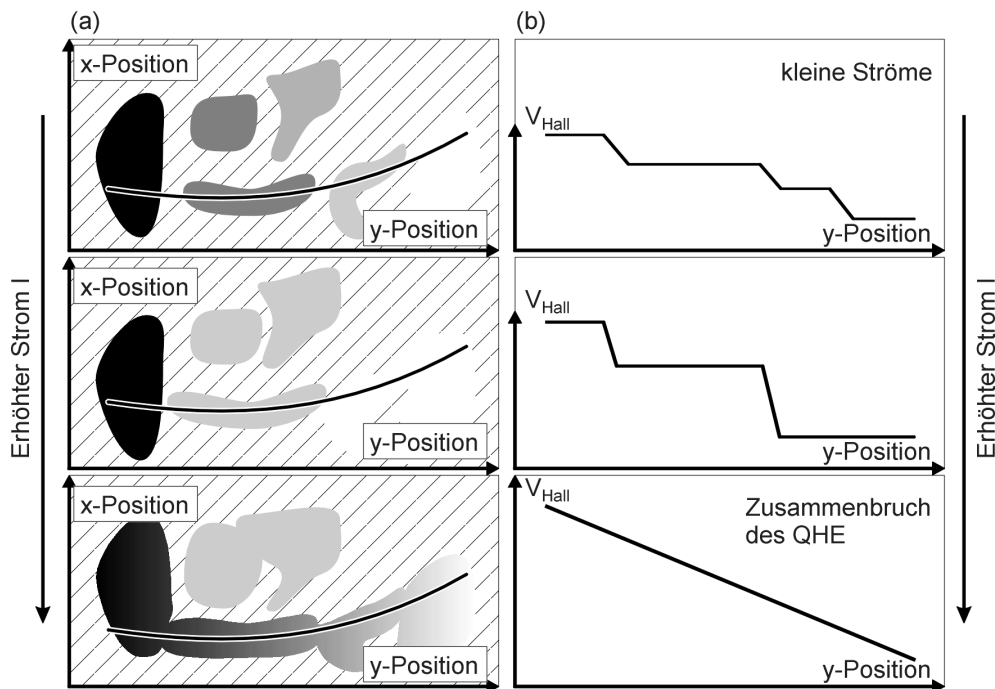 (a)
(b)
x-Position
y-Position
kleine Ströme
V_Hall
y-Position
Erhöhter Strom I
x-Position
y-Position
V_Hall
y-Position
Erhöhter Strom I
x-Position
y-Position
V_Hall
Zusammenbruch
des QHE
y-Position